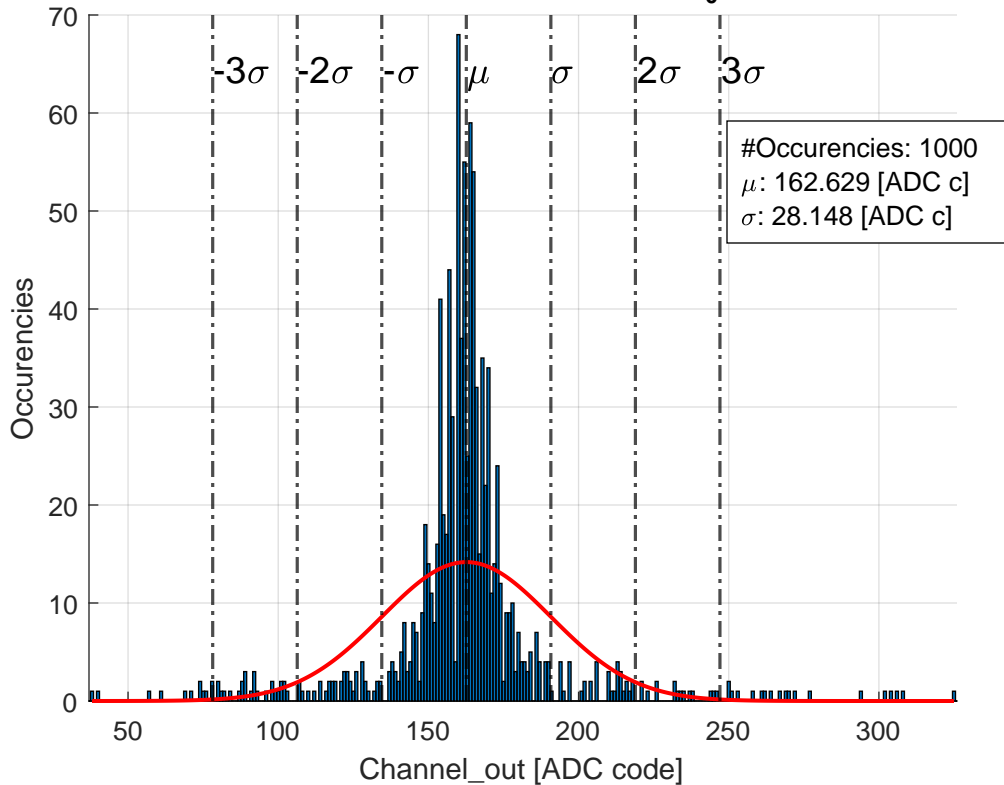 70
60
50
40
30
20
10
0
Occurencies
-3σ -2σ -σ μ σ 2σ 3σ
#Occurencies: 1000
μ: 162.629 [ADC c]
σ: 28.148 [ADC c]
50 100 150 200 250 300
Channel_out [ADC code]